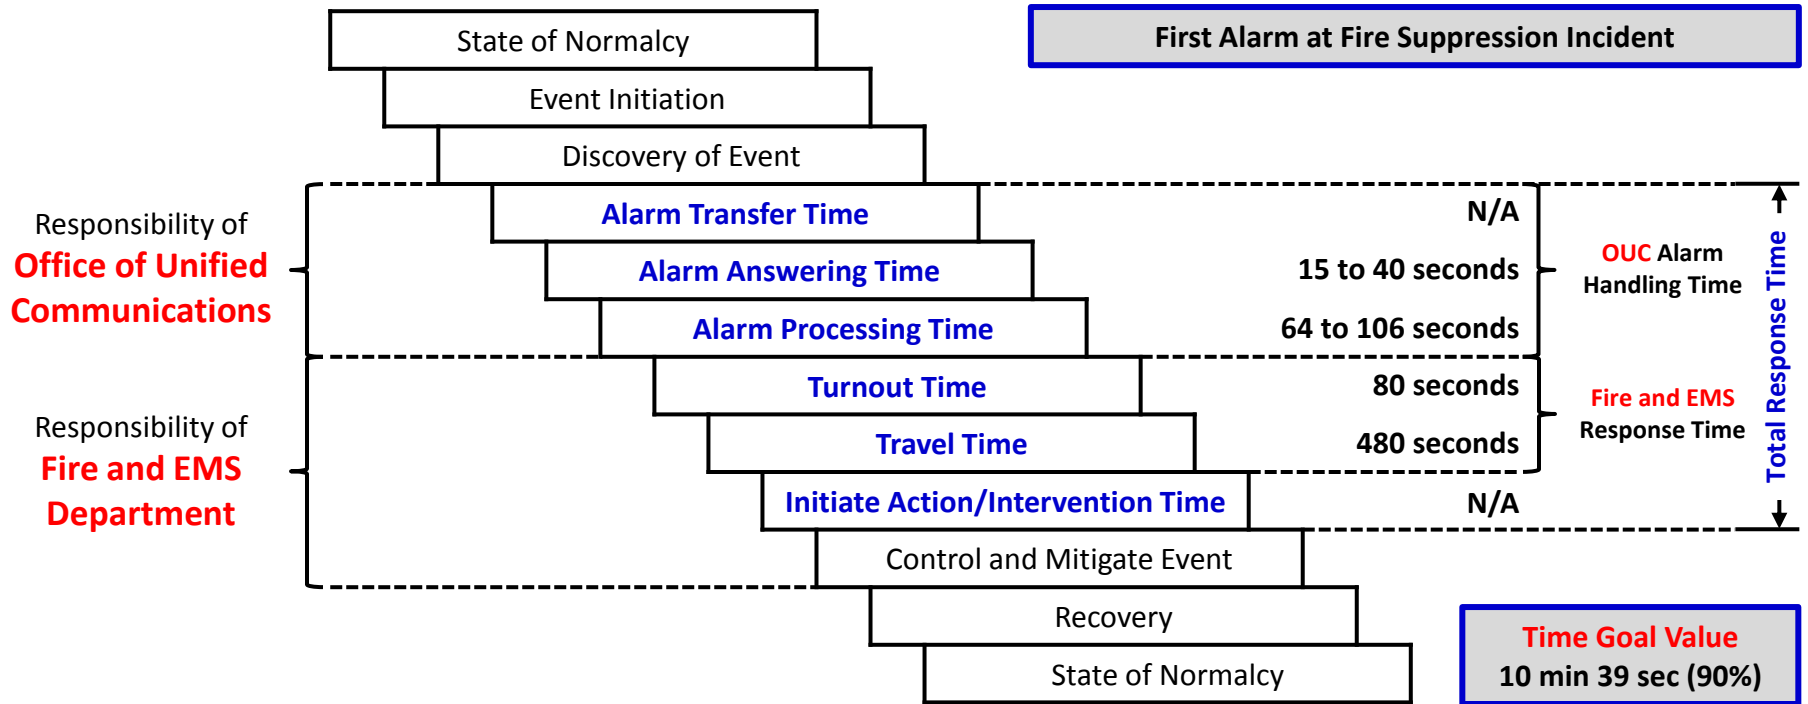 State of Normalcy
First Alarm at Fire Suppression Incident
Event Initiation
Discovery of Event
Responsibility of
Office of Unified
Communications
Alarm Transfer Time
N/A
Alarm Answering Time
15 to 40 seconds
Alarm Processing Time
64 to 106 seconds
OUC Alarm
Handling Time
Total Response Time
Responsibility of
Fire and EMS
Department
Turnout Time
80 seconds
Travel Time
480 seconds
Fire and EMS
Response Time
Initiate Action/Intervention Time
N/A
Control and Mitigate Event
Recovery
State of Normalcy
Time Goal Value
10 min 39 sec (90%)